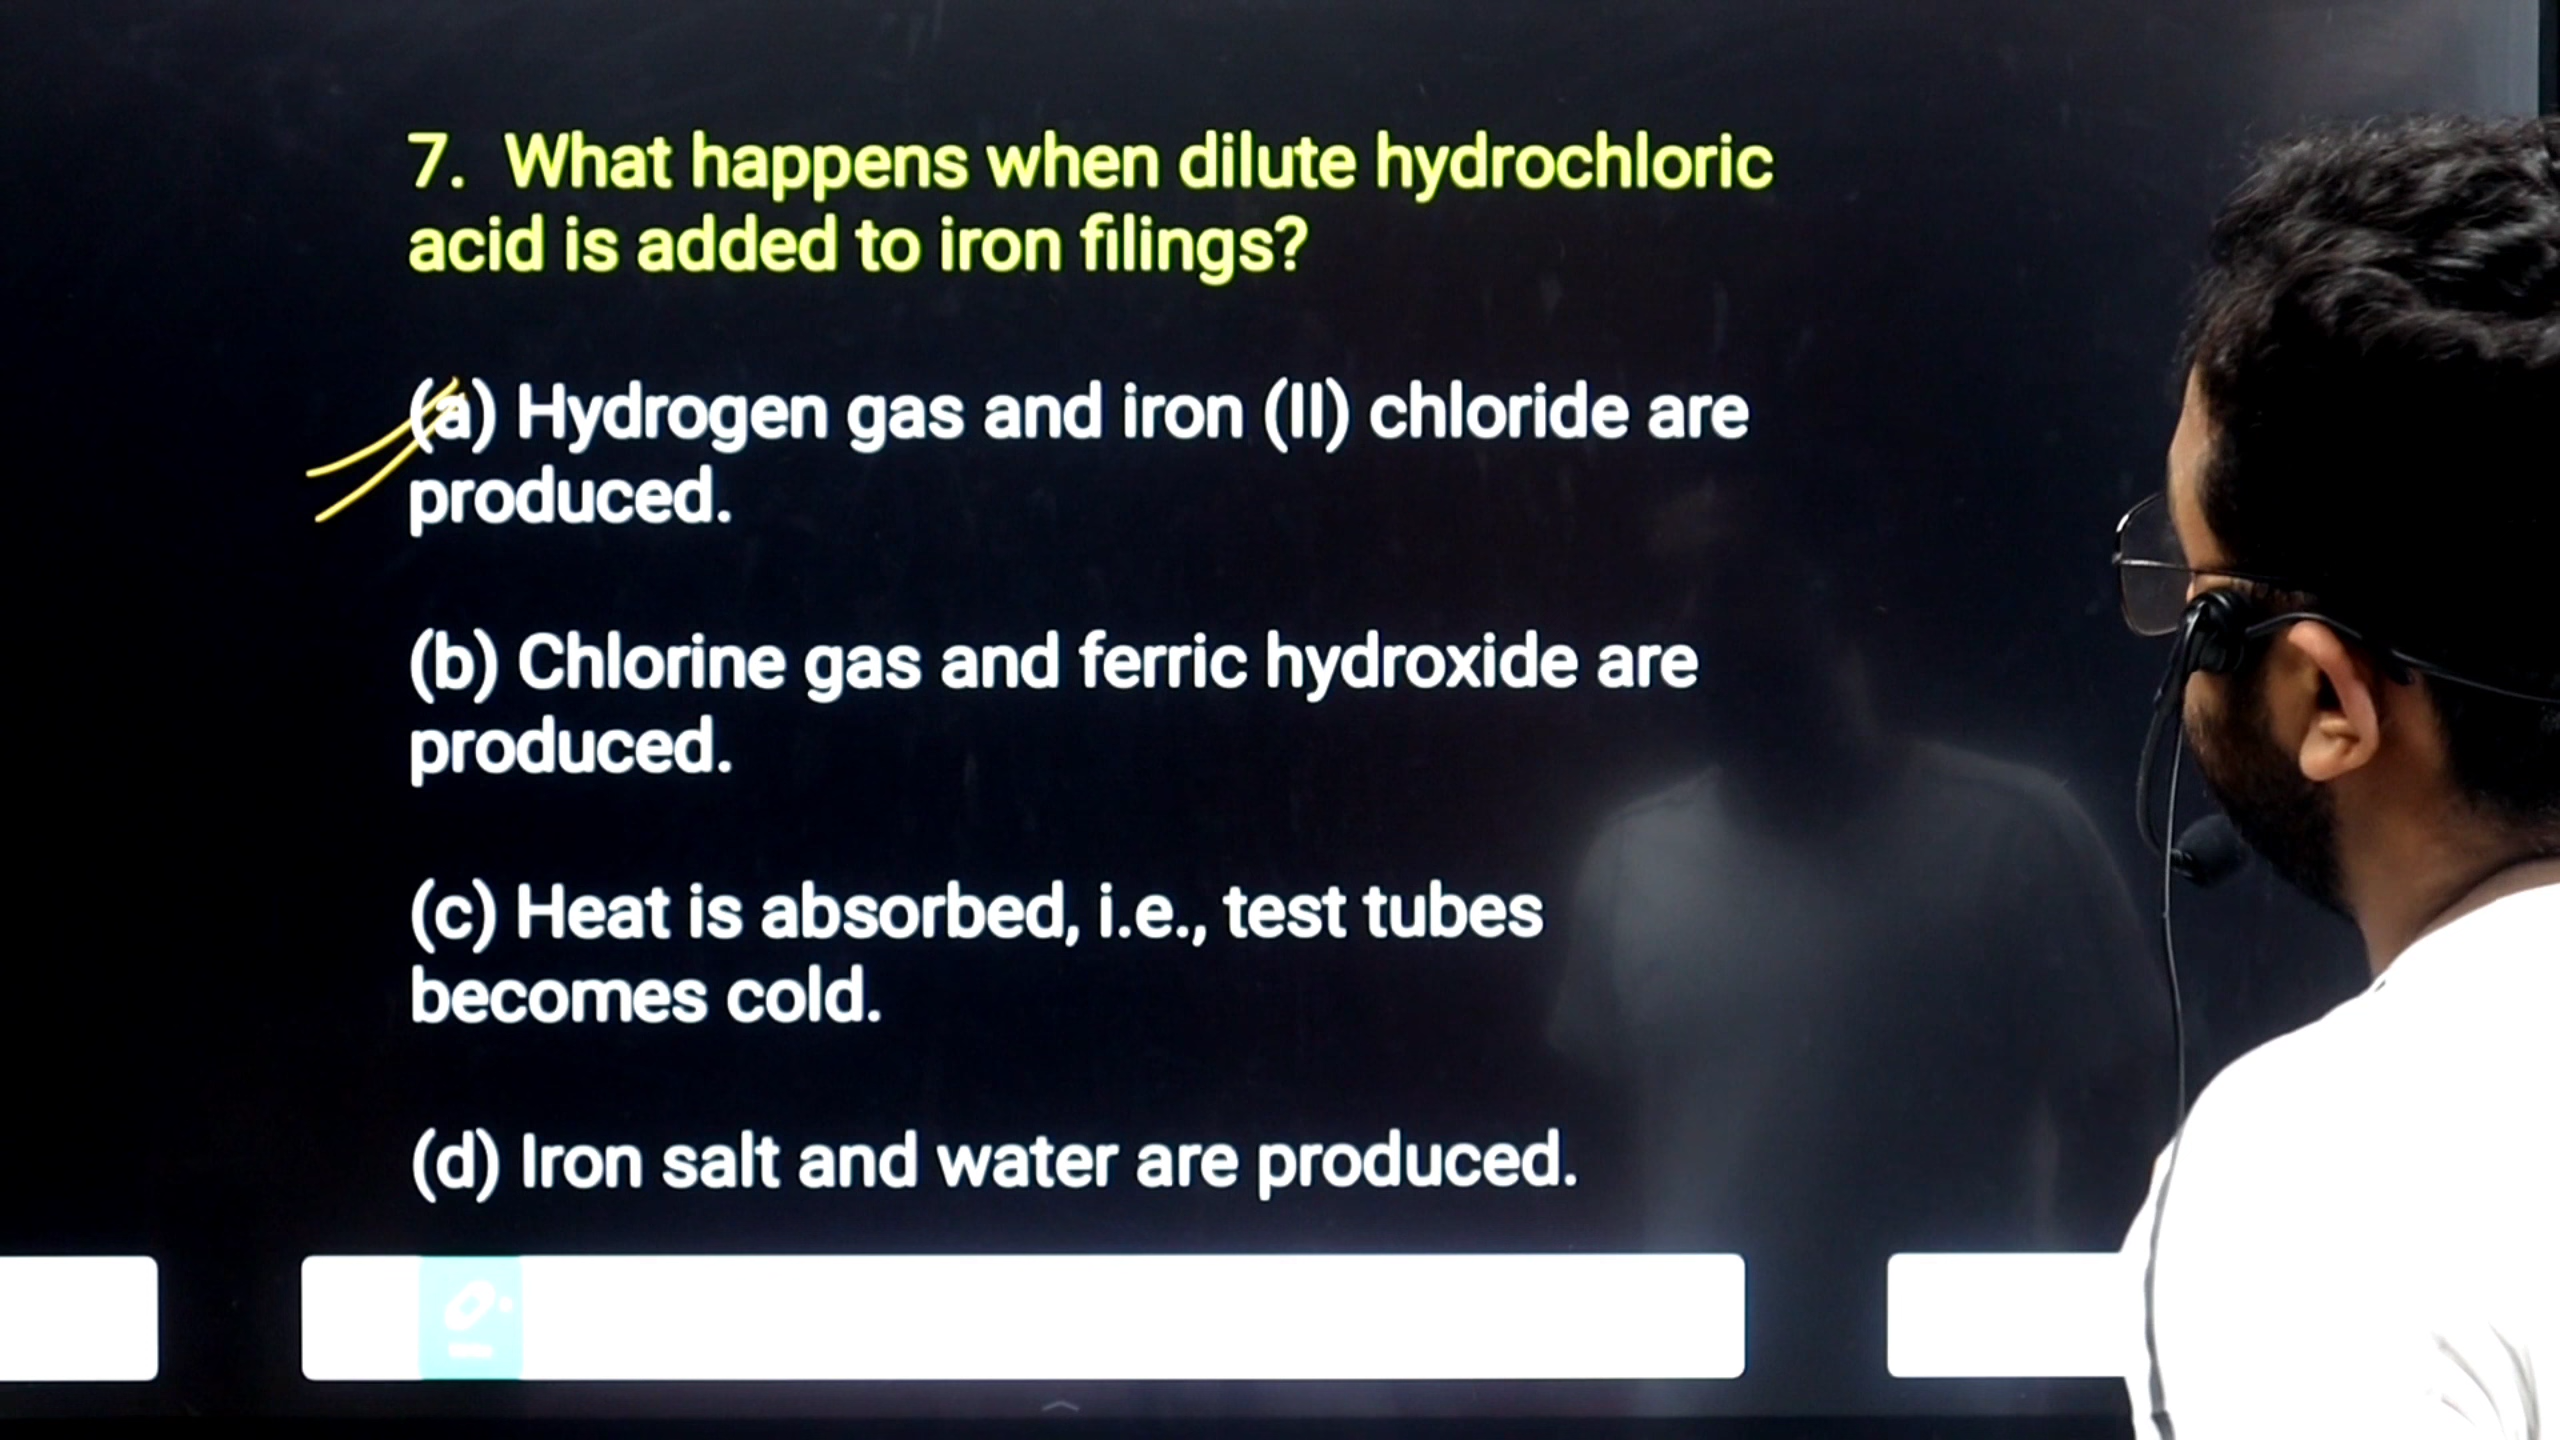 7. What happens when dilute hydrochloric
acid is added to iron filings?
(a) Hydrogen gas and iron (II) chloride are
produced.
(b) Chlorine gas and ferric hydroxide are
produced.
(c) Heat is absorbed, i.e., test tubes
becomes cold.
(d) Iron salt and water are produced.